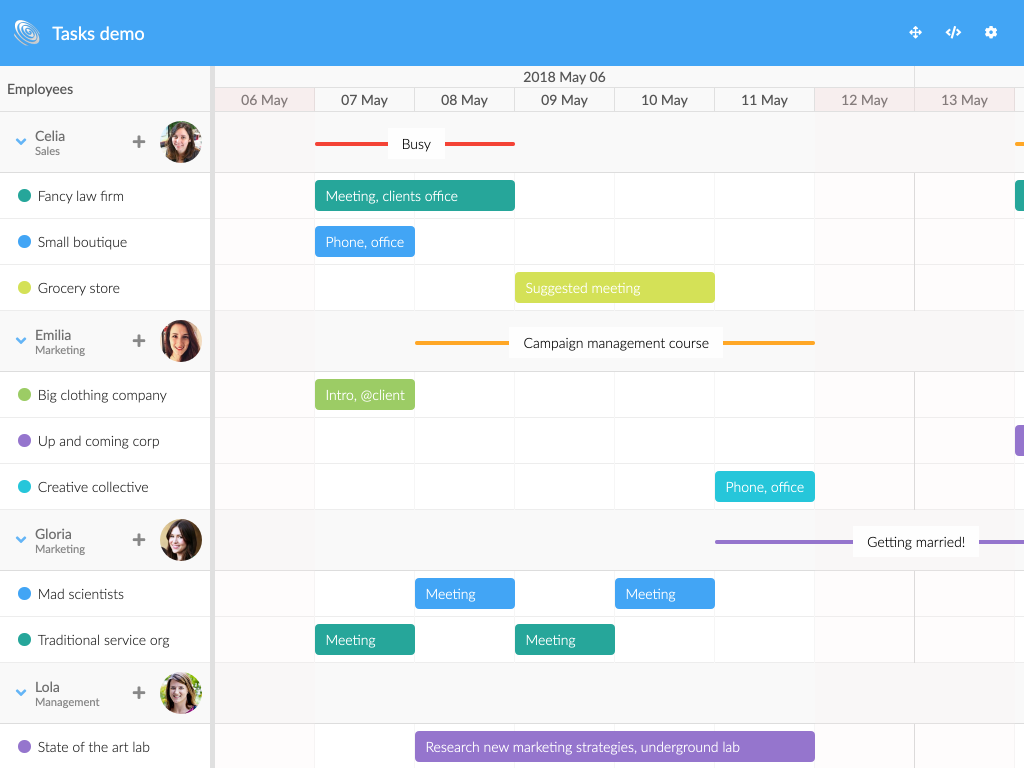 Tasks demo
Employees
2018 May 06
06 May 07 May 08 May 09 May 10 May 11 May 12 May 13 May
Celia
Sales
Busy
Fancy law firm
Meeting, clients office
Small boutique
Phone, office
Grocery store
Suggested meeting
Emilia
Marketing
Campaign management course
Big clothing company
Intro, @client
Up and coming corp
Creative collective
Phone, office
Gloria
Marketing
Getting married!
Mad scientists
Meeting Meeting
Traditional service org
Meeting Meeting
Lola
Management
State of the art lab
Research new marketing strategies, underground lab